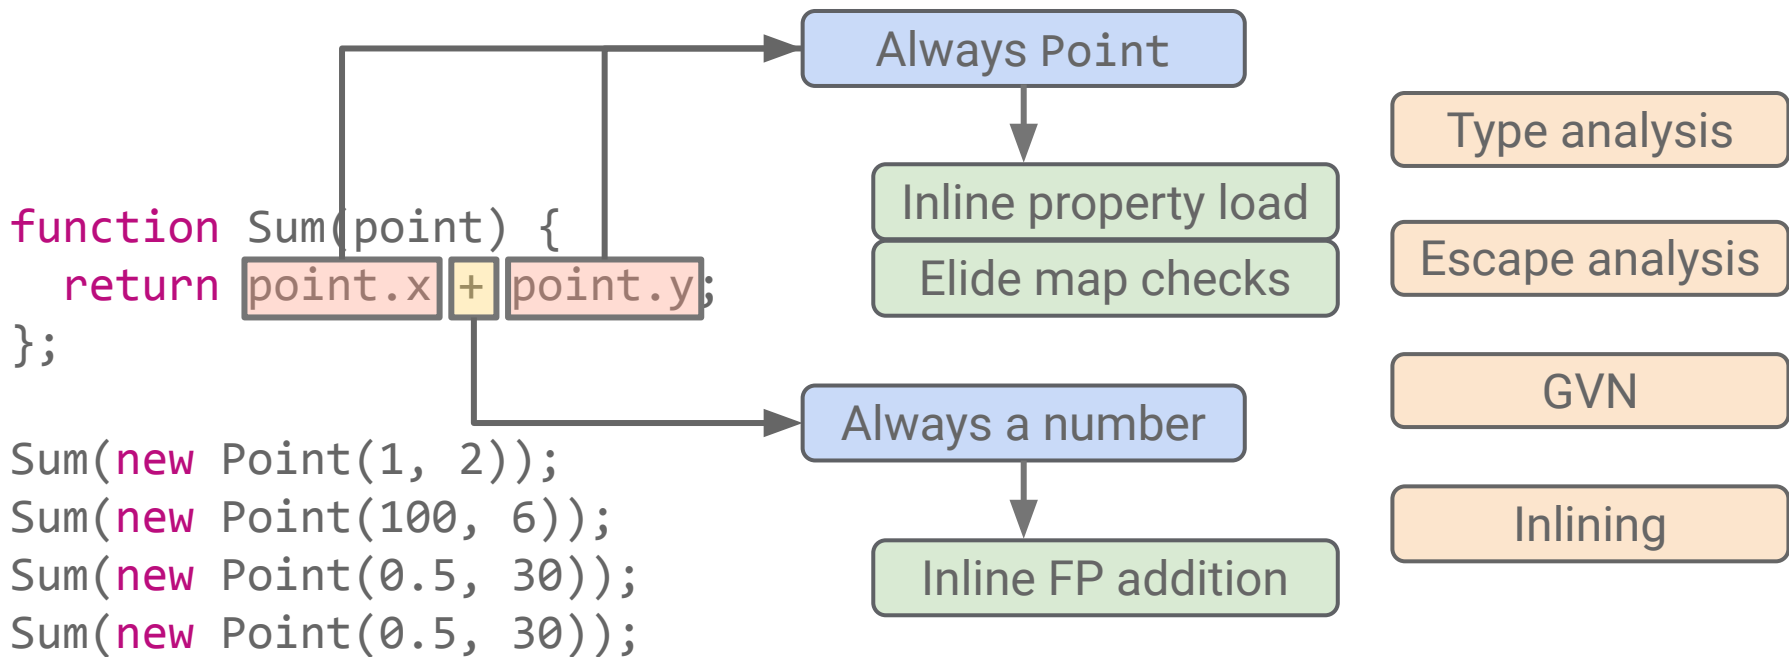 function Sum(point) {
  return point.x + point.y;
};
Sum(new Point(1, 2));
Sum(new Point(100, 6));
Sum(new Point(0.5, 30));
Sum(new Point(0.5, 30));
Always Point
Inline property load
Elide map checks
Always a number
Inline FP addition
Type analysis
Escape analysis
GVN
Inlining